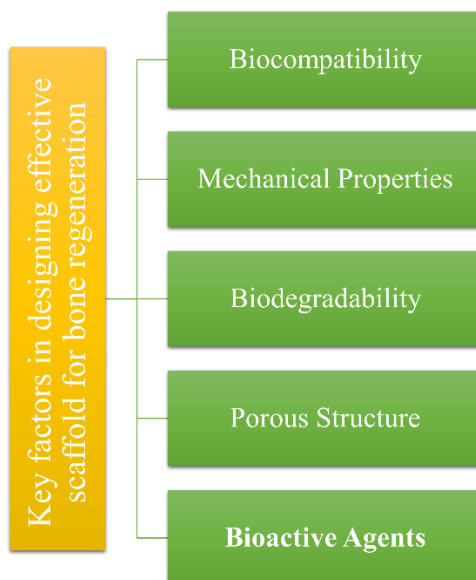 Key factors in designing effective
scaffold for bone regeneration
Biocompatibility
Mechanical Properties
Biodegradability
Porous Structure
Bioactive Agents